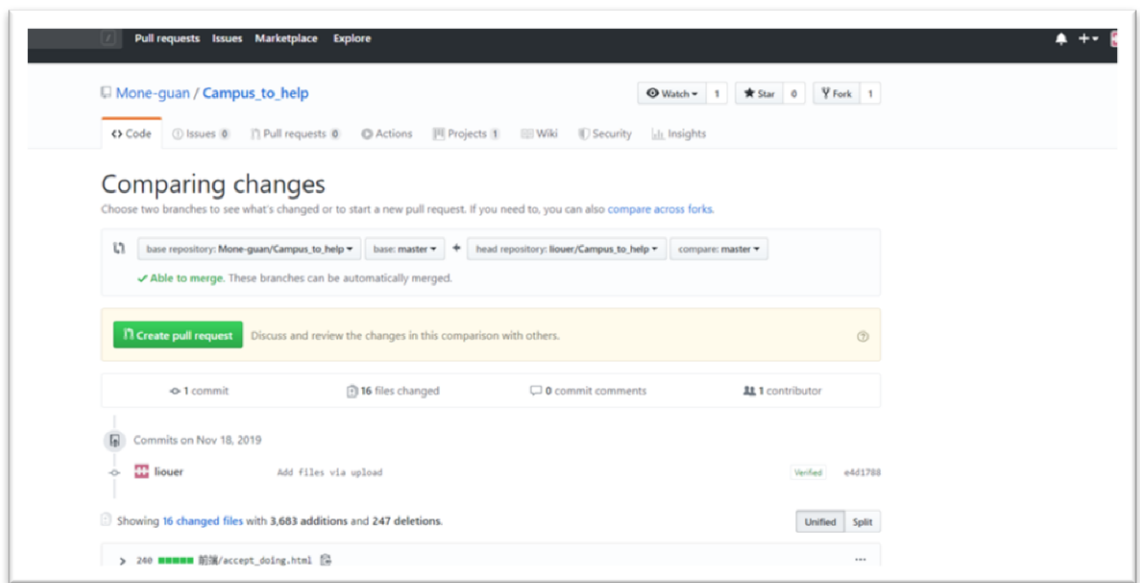 / Pull requests Issues Marketplace Explore
Mone-guan / Campus_to_help Watch 1 Star 0 Fork 1
Code Issues 0 Pull requests 0 Actions Projects 1 Wiki Security Insights
Comparing changes
Choose two branches to see what's changed or to start a new pull request. If you need to, you can also compare across forks.
base repository: Mone-guan/Campus_to_help base: master head repository: liouer/Campus_to_help compare: master
Able to merge. These branches can be automatically merged.
Create pull request Discuss and review the changes in this comparison with others.
1 commit 16 files changed 0 commit comments 1 contributor
Commits on Nov 18, 2019
liouer Add files via upload Verified e4d1788
Showing 16 changed files with 3,683 additions and 247 deletions. Unified Split
240 前端/accept_doing.html ...